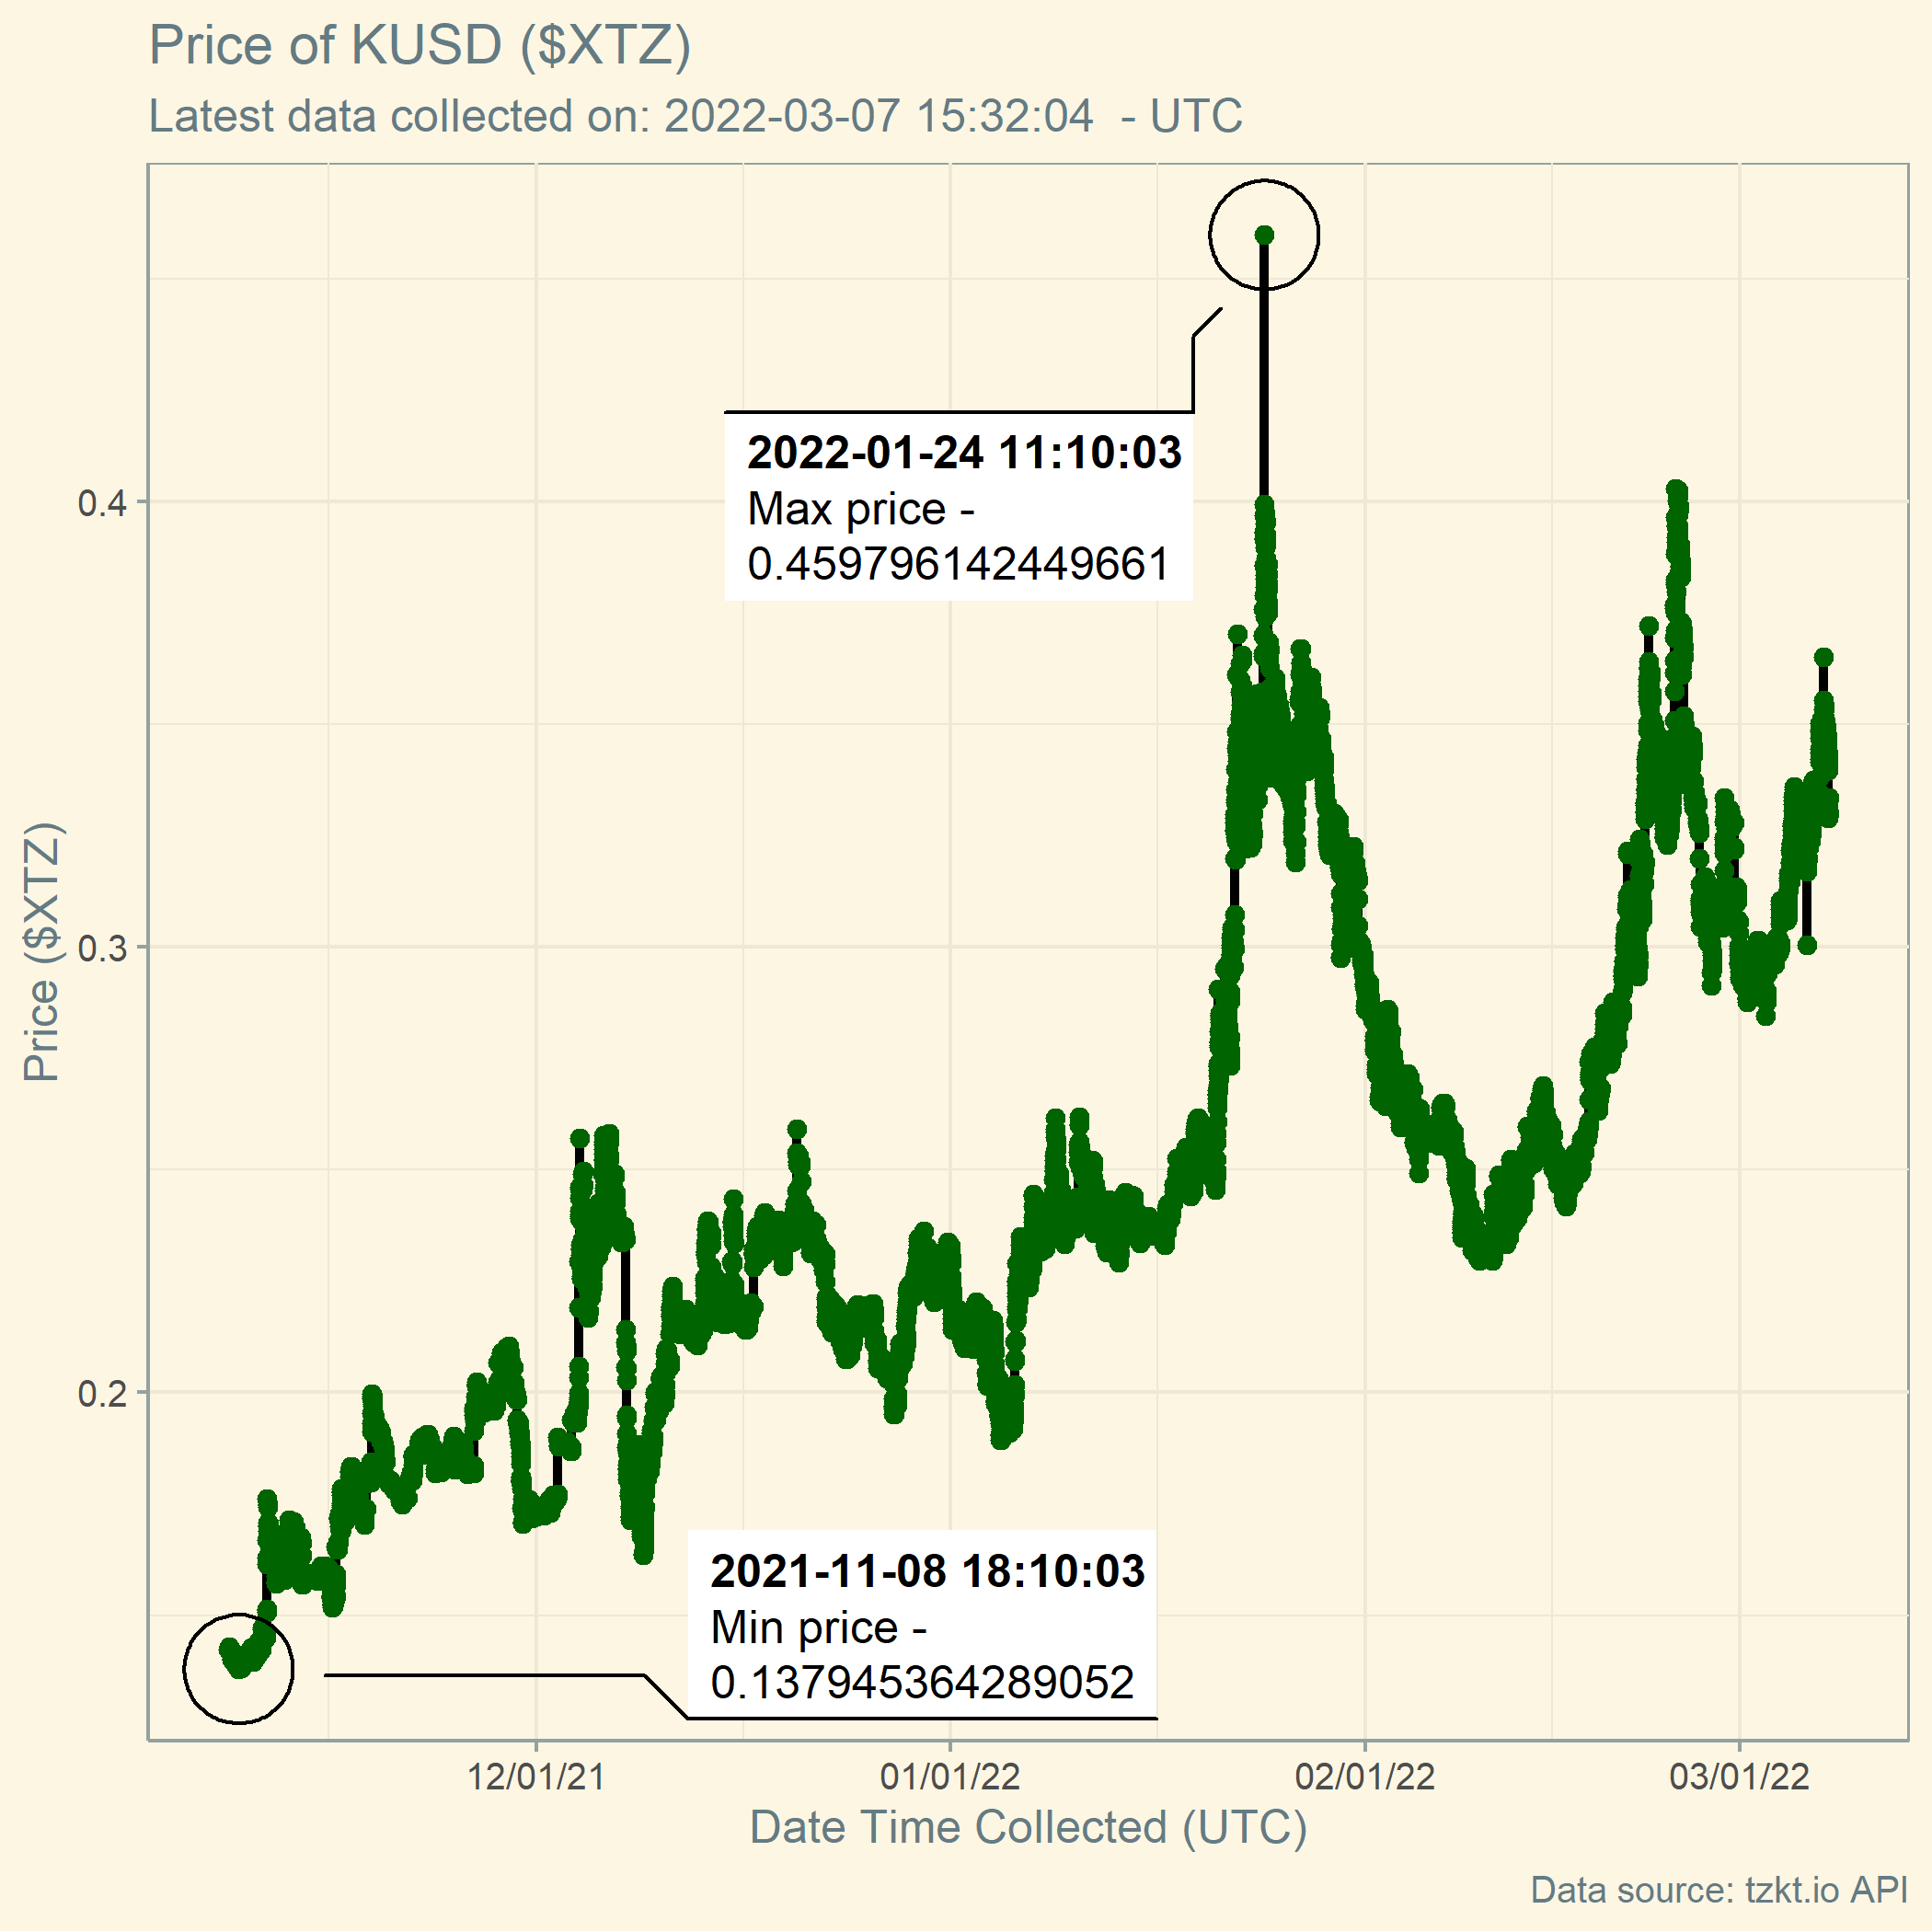 Price of KUSD ($XTZ)
Latest data collected on: 2022-03-07 15:32:04  - UTC
2022-01-24 11:10:03
Max price -
0.459796142449661
0.4
0.3
0.2
Price ($XTZ)
2021-11-08 18:10:03
Min price -
0.137945364289052
12/01/21
01/01/22
02/01/22
03/01/22
Date Time Collected (UTC)
Data source: tzkt.io API